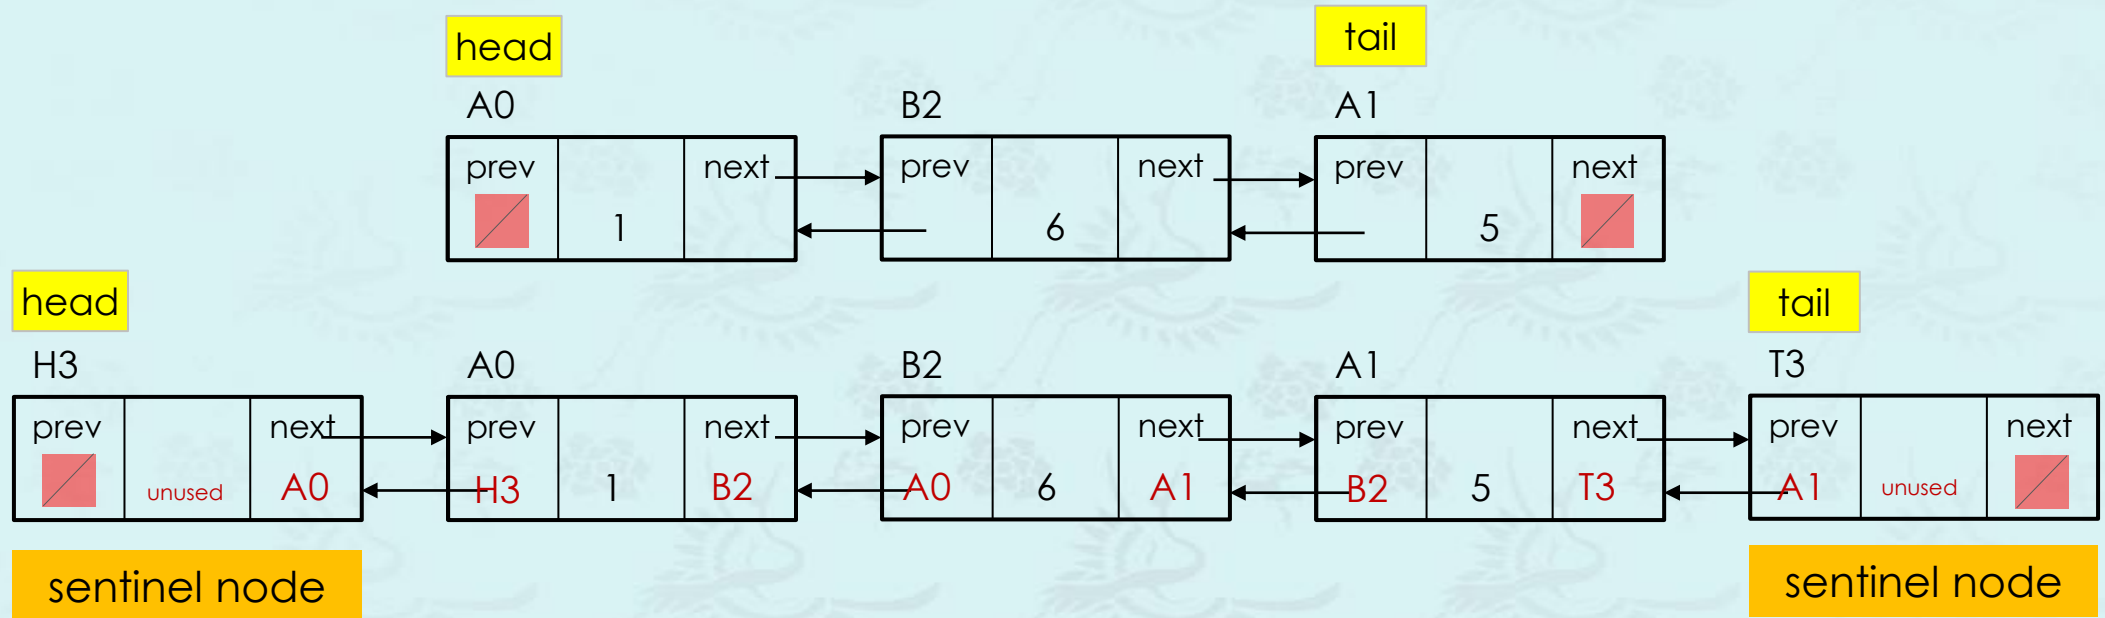 head
tail
A0 B2 A1
prev next prev next prev next
1 6 5
head
tail
H3 A0 B2 A1 T3
prev next prev next prev next prev next prev next
unused A0 H3 1 B2 A0 6 A1 B2 5 T3 A1 unused
sentinel node
sentinel node